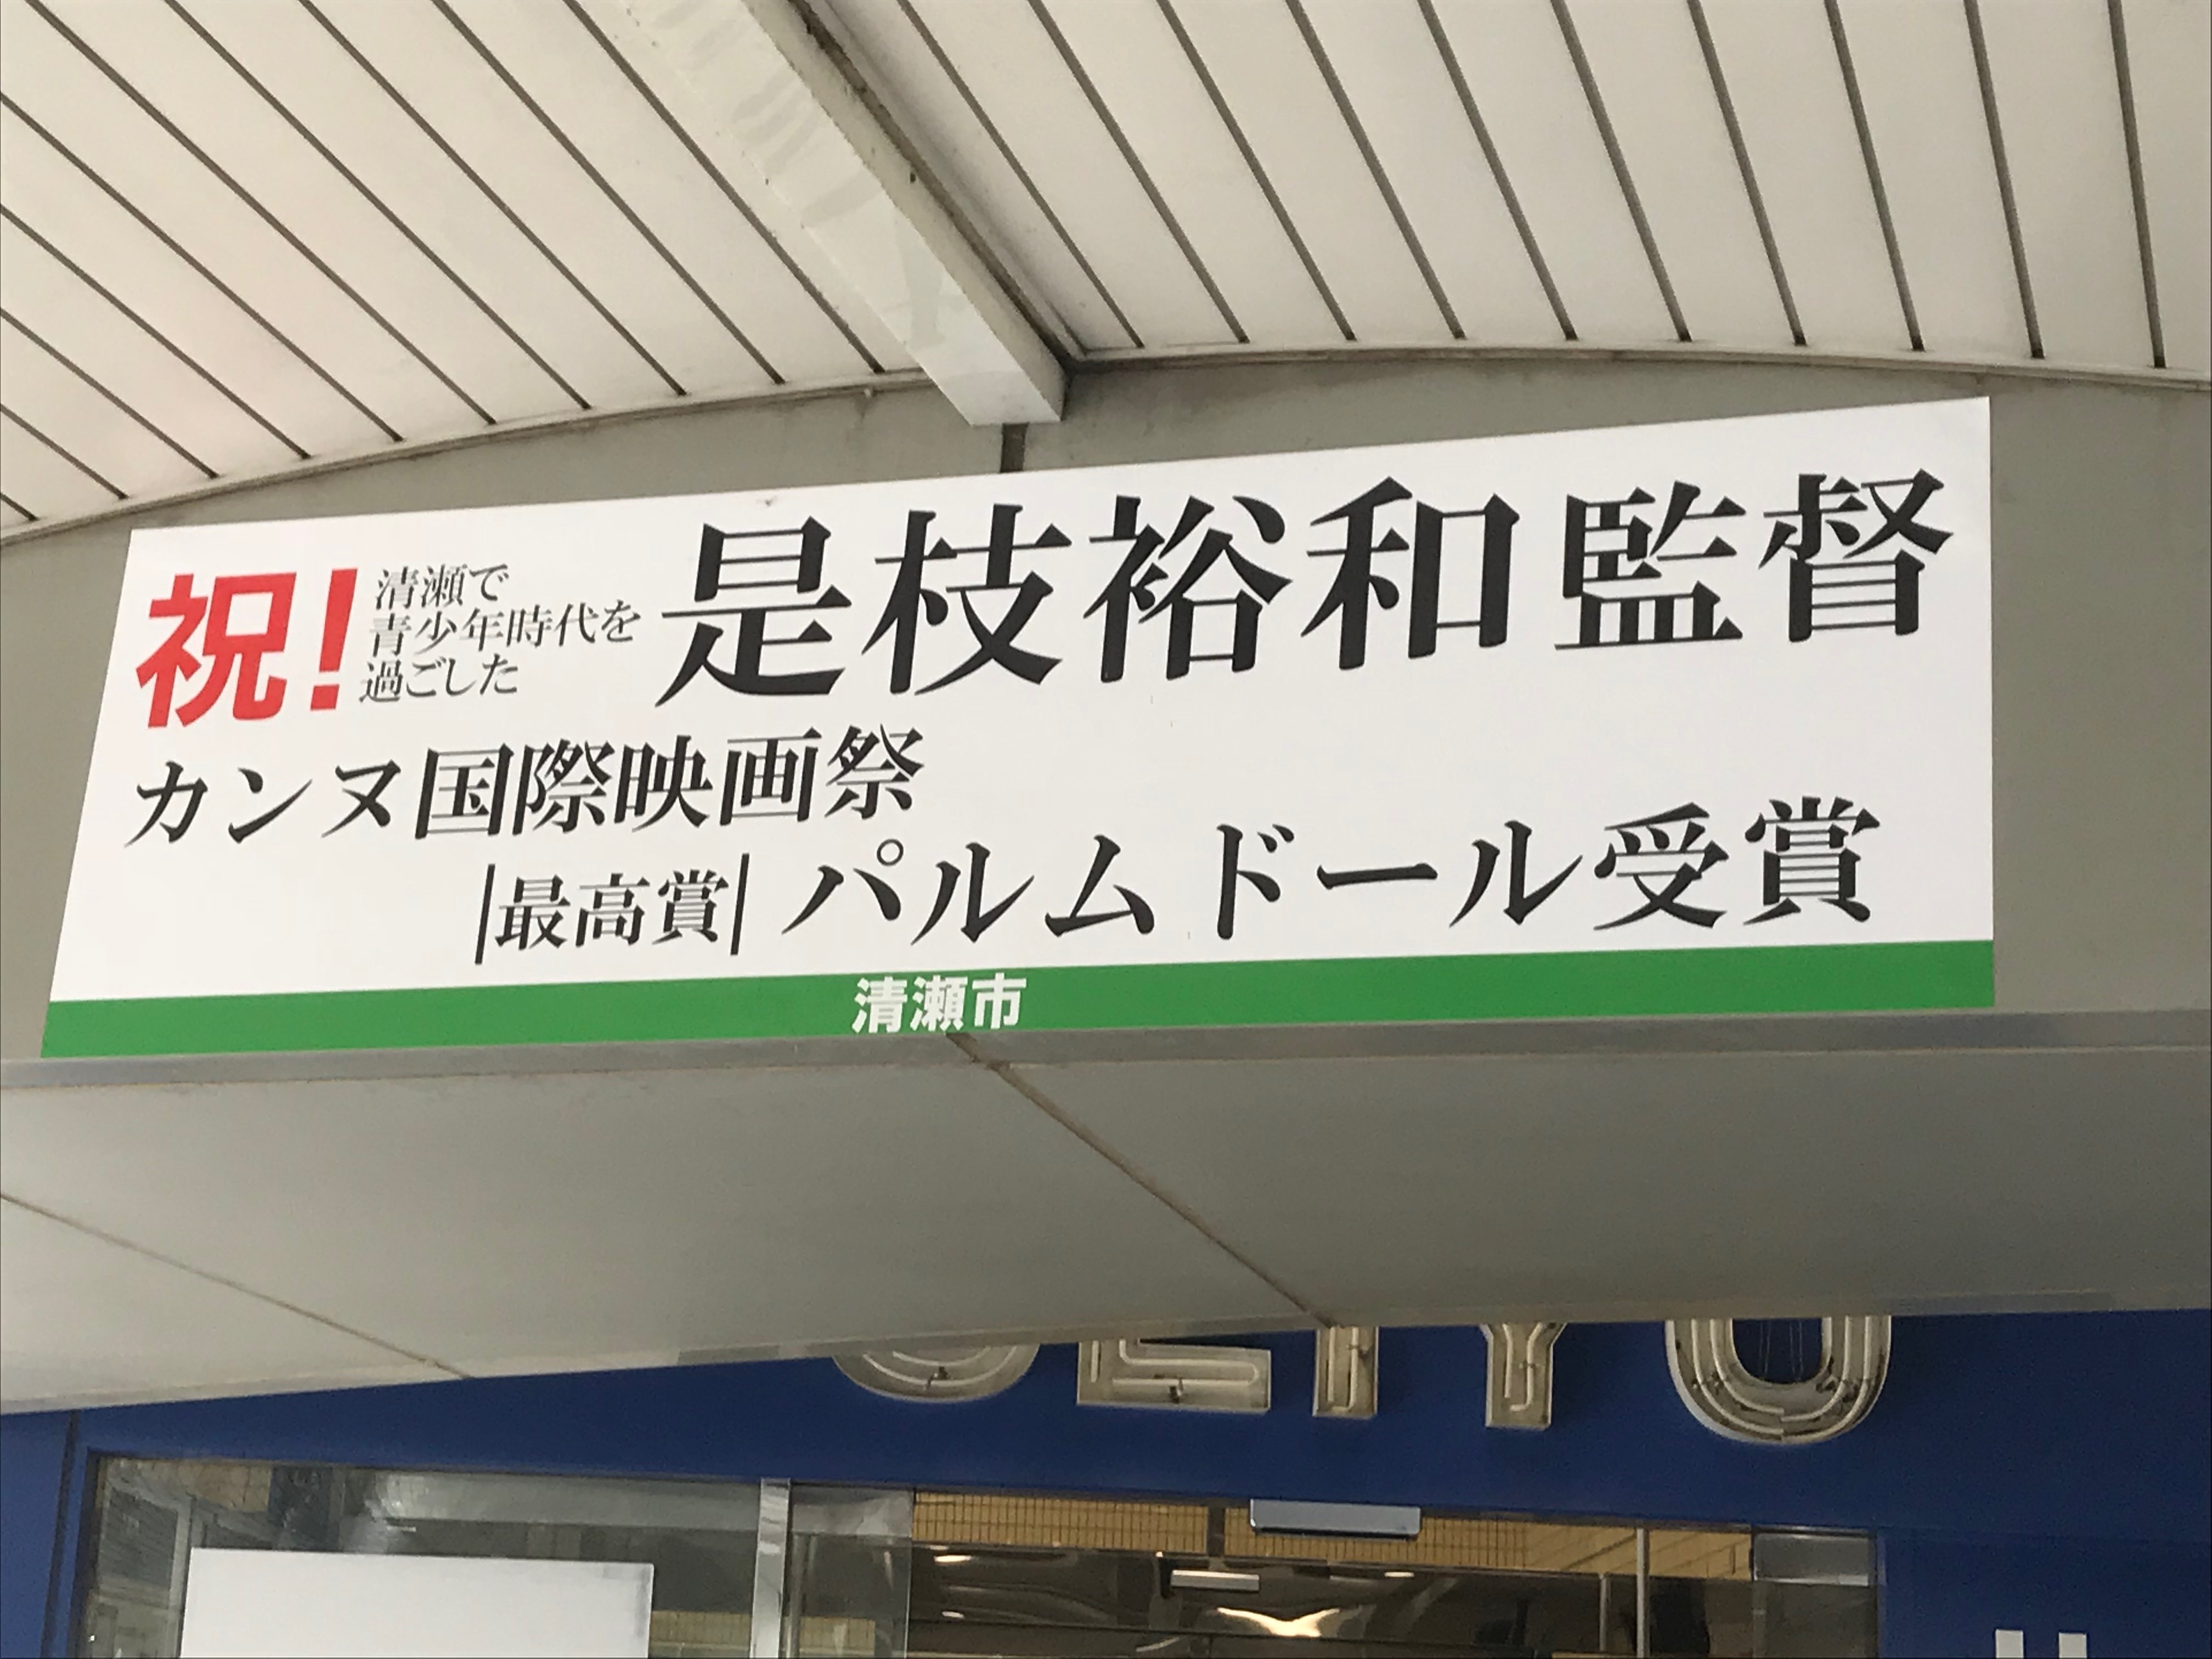 祝!
清瀬で
青少年時代を
過ごした
是枝裕和監督
カンヌ国際映画祭
|最高賞| パルムドール受賞
清瀬市
SEIYU